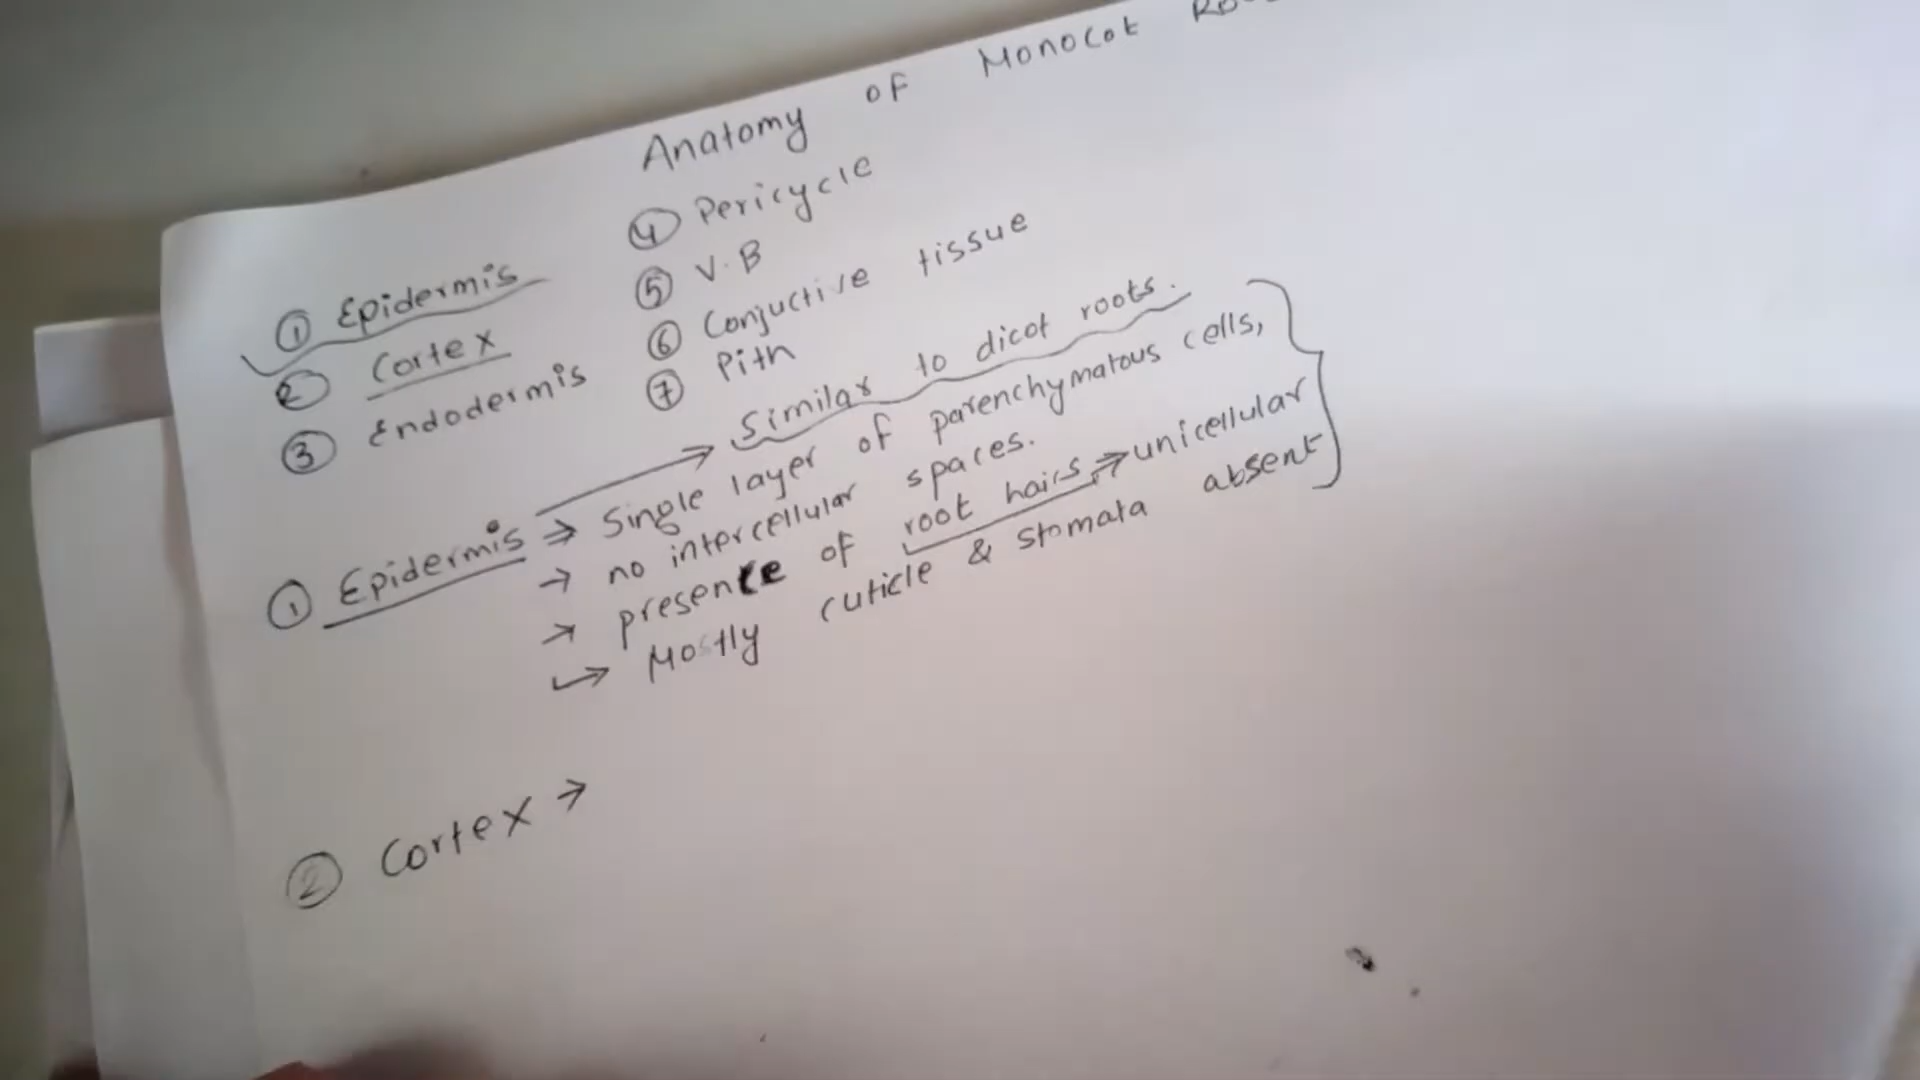 Anatomy of Monocot
① Epidermis
② Cortex
③ Endodermis
④ Pericycle
⑤ V.B
⑥ Conjuctive tissue
⑦ Pith
① Epidermis → Similar to dicot roots.
→ Single layer of parenchymatous cells,
→ no intercellular spaces.
→ presence of root hairs → unicellular
→ Mostly cuticle & stomata absent
② Cortex →